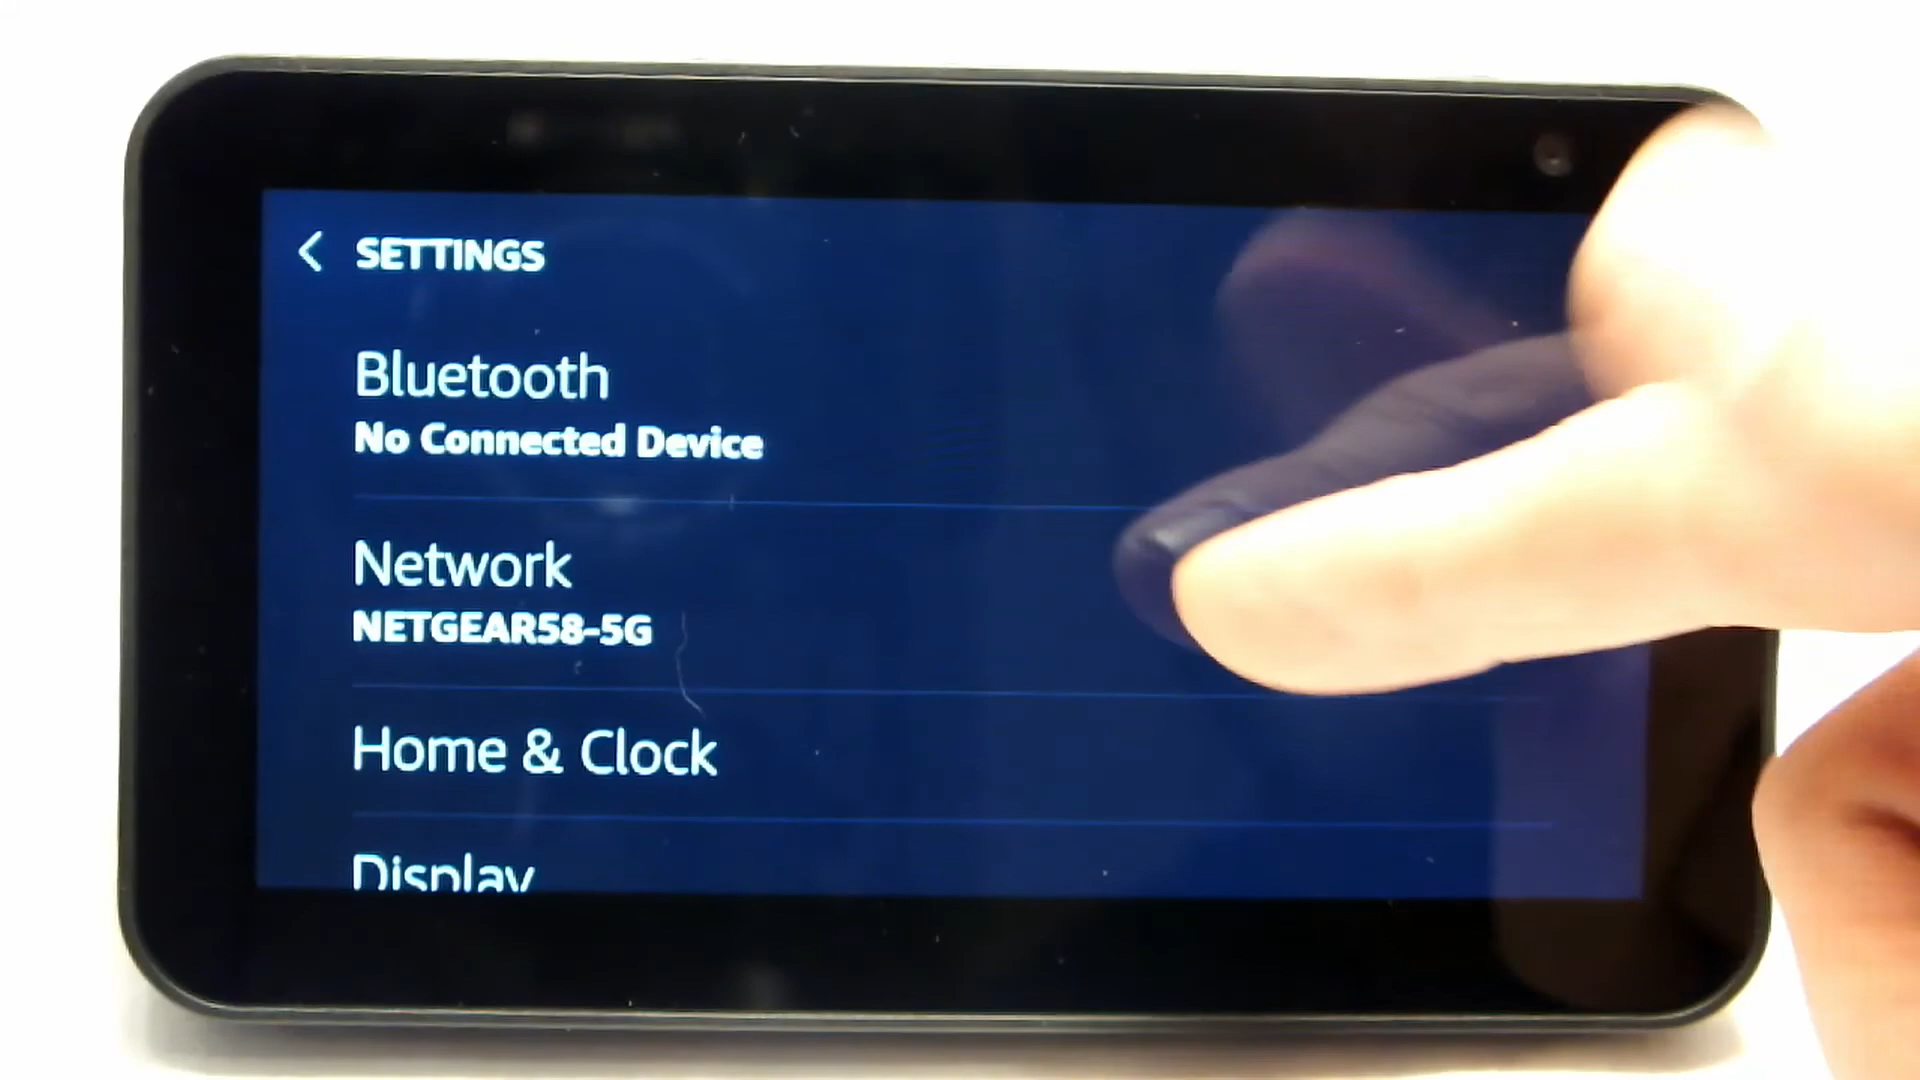 SETTINGS
Bluetooth
No Connected Device
Network
NETGEAR58-5G
Home & Clock
Display